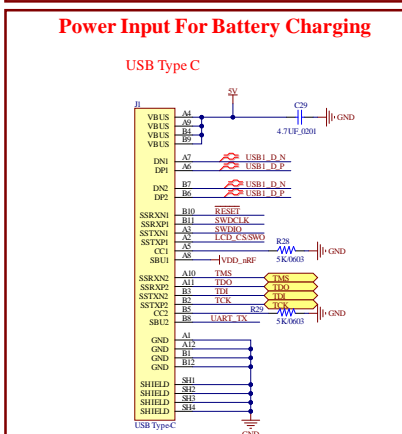 Power Input For Battery Charging
USB Type C
5V
J1
C29
VBUS A4
VBUS A9
VBUS B4
VBUS B9
GND
4.7UF_0201
DN1 A7 USB1_D_N
DP1 A6 USB1_D_P
DN2 B7 USB1_D_N
DP2 B6 USB1_D_P
SSRXN1 B10 RESET
SSRXP1 B11 SWDCLK
SSTXN1 A3 SWDIO
SSTXP1 A2 LCD_CS/SWO
CC1 A5 R28 GND
SBU1 A8 VDD_nRF 5K/0603
SSRXN2 A10 TMS TMS
SSRXP2 A11 TDO TDO
SSTXN2 B3 TDI TDI
SSTXP2 B2 TCK TCK
CC2 B5 R29 GND
SBU2 B8 UART_TX 5K/0603
GND A1
GND A12
GND B1
GND B12
SHIELD SH1
SHIELD SH2
SHIELD SH3
SHIELD SH4
USB Type-C
GND